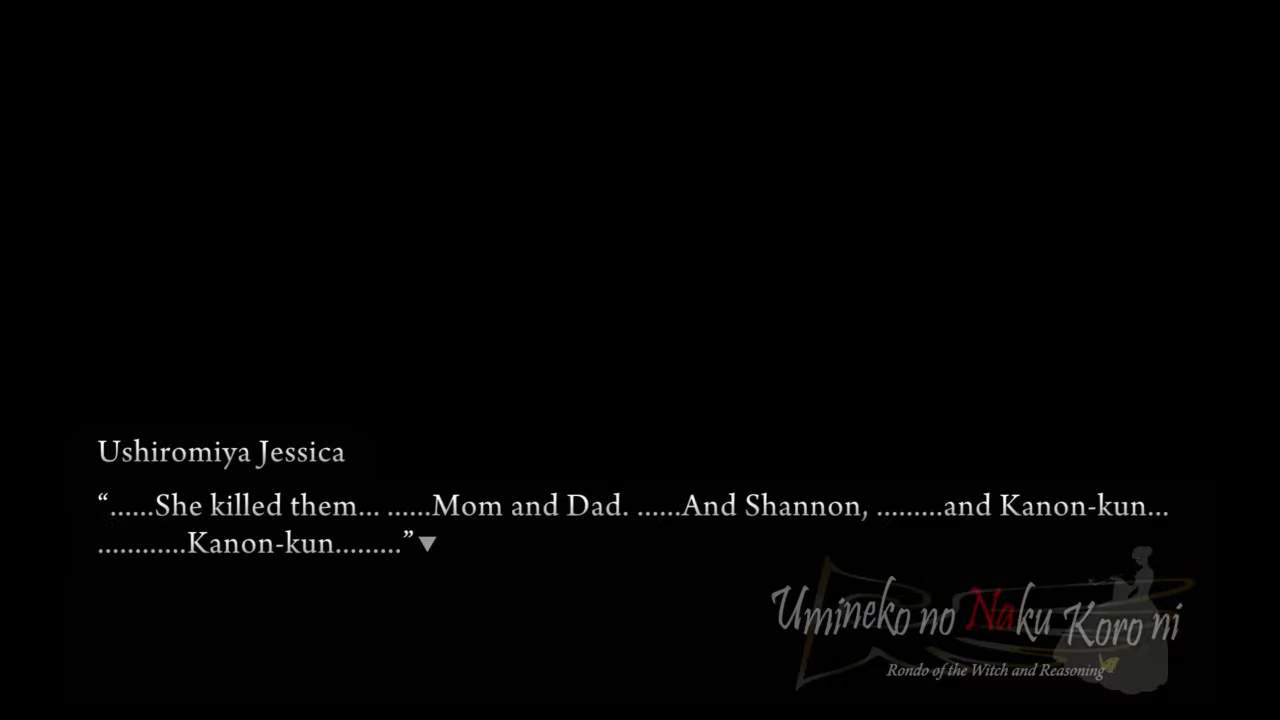 Ushiromiya Jessica
“......She killed them... ......Mom and Dad. ......And Shannon, .........and Kanon-kun...
............Kanon-kun.........”
Umineko no Naku Koro ni
Rondo of the Witch and Reasoning